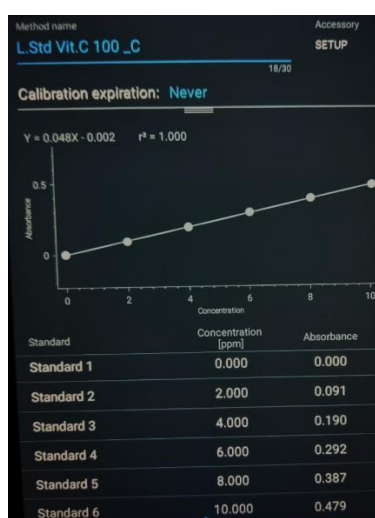 Method name
Accessory
L.Std Vit.C 100 _C
SETUP
18/30
Calibration expiration: Never
Y = 0.048X - 0.002 r² = 1.000
0.5
Absorbance
0
0 2 4 6 8 10
Concentration
Standard Concentration [ppm] Absorbance
Standard 1 0.000 0.000
Standard 2 2.000 0.091
Standard 3 4.000 0.190
Standard 4 6.000 0.292
Standard 5 8.000 0.387
Standard 6 10.000 0.479